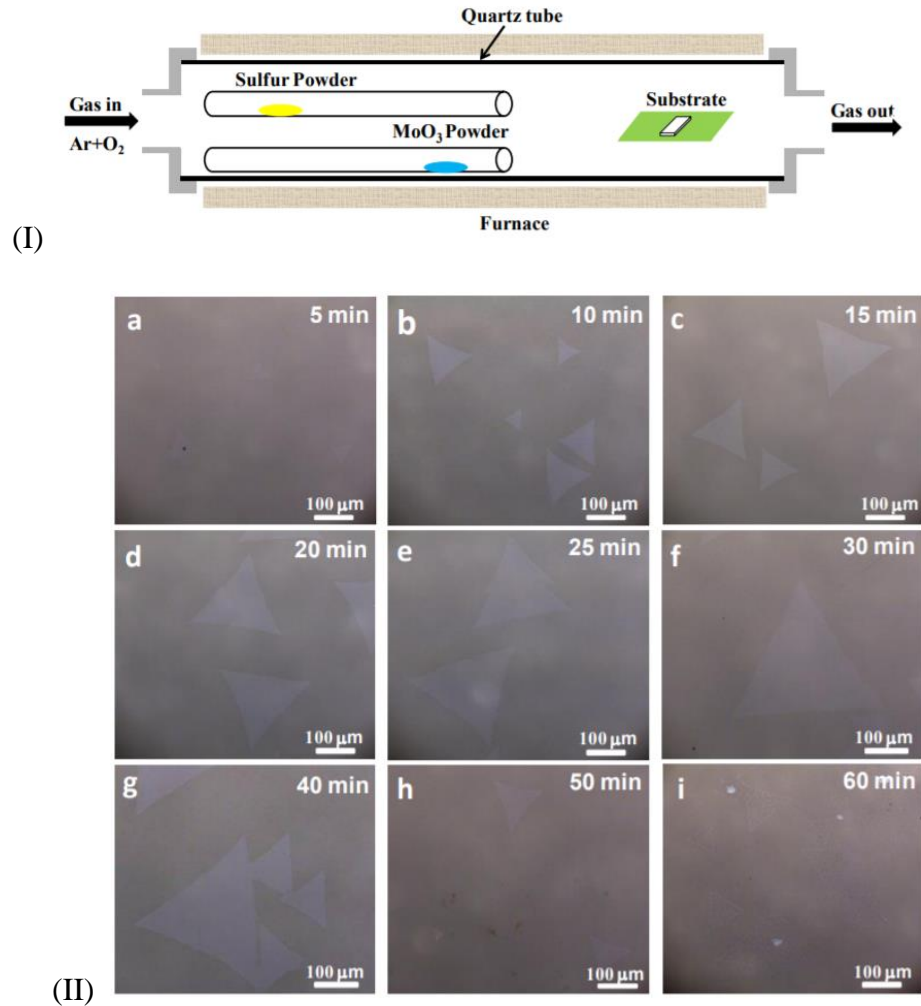 Quartz tube
Sulfur Powder
Gas in
Ar+O₂
MoO₃ Powder
Substrate
Gas out
Furnace
(I)
a 5 min
100 μm
b 10 min
100 μm
c 15 min
100 μm
d 20 min
100 μm
e 25 min
100 μm
f 30 min
100 μm
g 40 min
100 μm
h 50 min
100 μm
i 60 min
100 μm
(II)